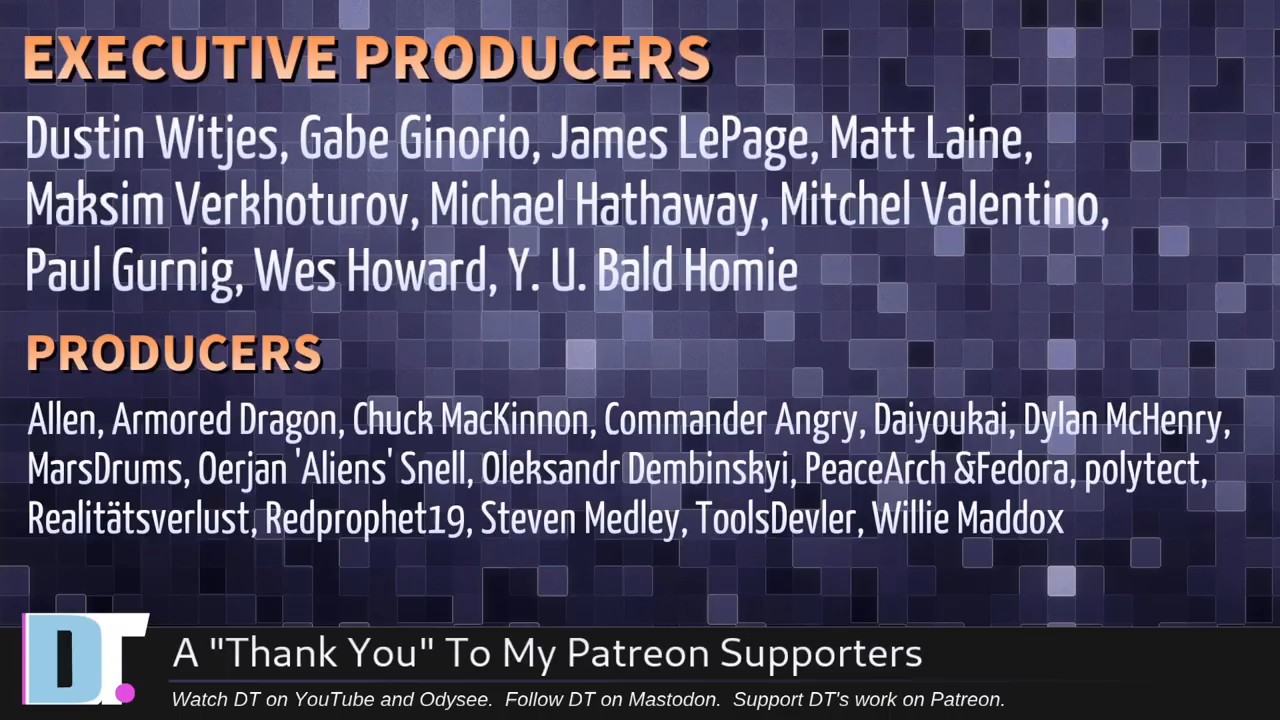 EXECUTIVE PRODUCERS
Dustin Witjes, Gabe Ginorio, James LePage, Matt Laine,
Maksim Verkhoturov, Michael Hathaway, Mitchel Valentino,
Paul Gurnig, Wes Howard, Y. U. Bald Homie
PRODUCERS
Allen, Armored Dragon, Chuck MacKinnon, Commander Angry, Daiyoukai, Dylan McHenry,
MarsDrums, Oerjan 'Aliens' Snell, Oleksandr Dembinskyi, PeaceArch &Fedora, polytect,
Realitätsverlust, Redprophet19, Steven Medley, ToolsDevler, Willie Maddox
DT.
A "Thank You" To My Patreon Supporters
Watch DT on YouTube and Odysee. Follow DT on Mastodon. Support DT's work on Patreon.